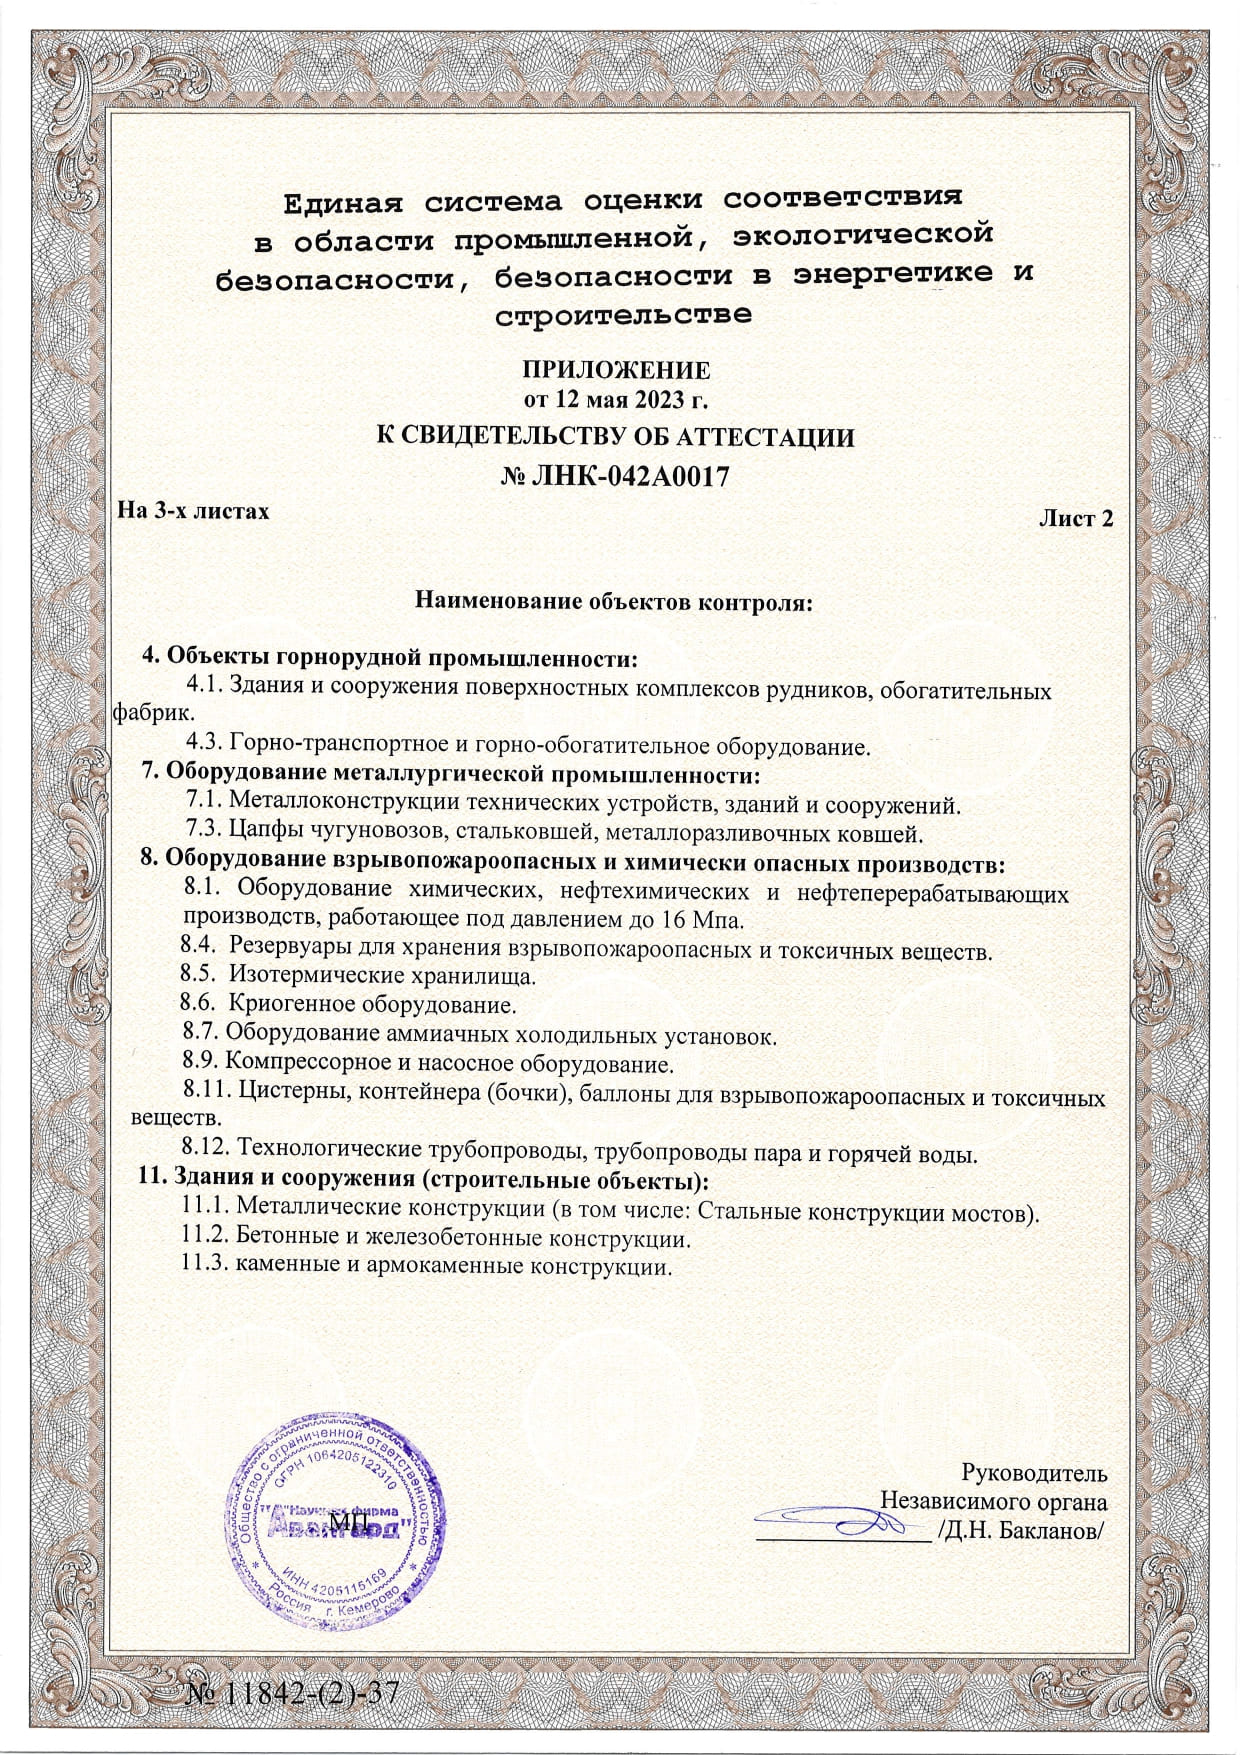 Единая система оценки соответствия
в области промышленной, экологической
безопасности, безопасности в энергетике и
строительстве
ПРИЛОЖЕНИЕ
от 12 мая 2023 г.
К СВИДЕТЕЛЬСТВУ ОБ АТТЕСТАЦИИ
№ ЛНК-042А0017
На 3-х листах
Лист 2
Наименование объектов контроля:
4. Объекты горнорудной промышленности:
4.1. Здания и сооружения поверхностных комплексов рудников, обогатительных
фабрик.
4.3. Горно-транспортное и горно-обогатительное оборудование.
7. Оборудование металлургической промышленности:
7.1. Металлоконструкции технических устройств, зданий и сооружений.
7.3. Цапфы чугуновозов, стальковшей, металлоразливочных ковшей.
8. Оборудование взрывопожароопасных и химически опасных производств:
8.1. Оборудование химических, нефтехимических и нефтеперерабатывающих
производств, работающее под давлением до 16 Мпа.
8.4. Резервуары для хранения взрывопожароопасных и токсичных веществ.
8.5. Изотермические хранилища.
8.6. Криогенное оборудование.
8.7. Оборудование аммиачных холодильных установок.
8.9. Компрессорное и насосное оборудование.
8.11. Цистерны, контейнера (бочки), баллоны для взрывопожароопасных и токсичных
веществ.
8.12. Технологические трубопроводы, трубопроводы пара и горячей воды.
11. Здания и сооружения (строительные объекты):
11.1. Металлические конструкции (в том числе: Стальные конструкции мостов).
11.2. Бетонные и железобетонные конструкции.
11.3. каменные и армокаменные конструкции.
Общество с ограниченной ответственностью
ОГРН 1064205122310
"Научная фирма
"Авангард"
МП
ИНН 4205115169
* Россия г. Кемерово *
Руководитель
Независимого органа
/Д.Н. Бакланов/
№ 11842-(2)-37